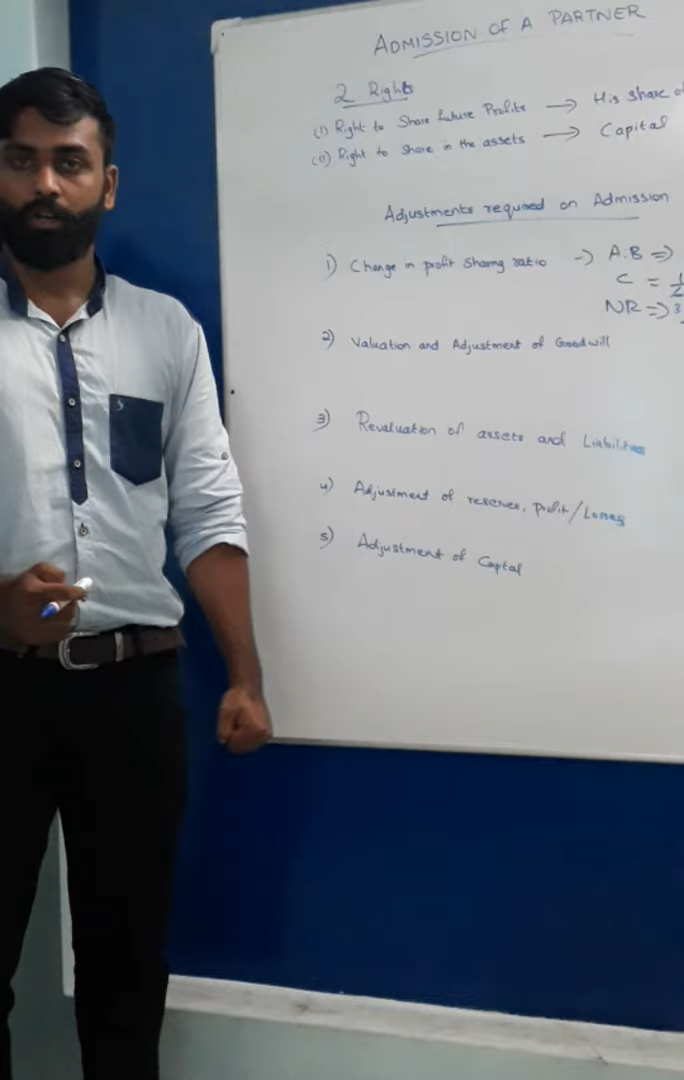 ADMISSION OF A PARTNER
2 Rights
(i) Right to Share future Profits → His share of
(ii) Right to Share in the assets → Capital
Adjustments required on Admission
1) Change in profit sharing ratio → A:B ⇒
C =
NR ⇒ 3
2) Valuation and Adjustment of Goodwill
3) Revaluation of assets and Liabilities
4) Adjustment of reserves, profit/Losses
5) Adjustment of Captal